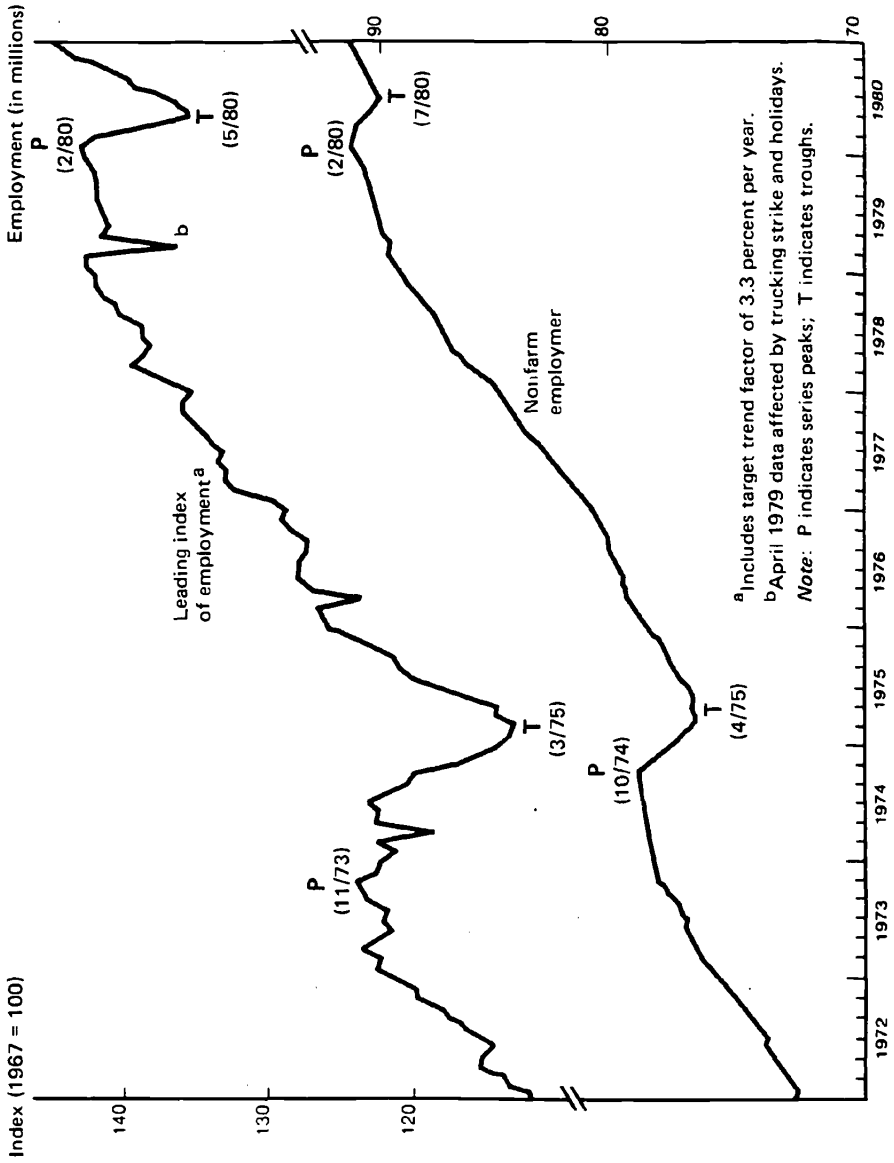 Index (1967 = 100)
Employment (in millions)
140
130
120
90
80
70
P
(11/73)
T
(3/75)
P
(2/80)
T
(5/80)
b
Leading index
of employment a
P
(10/74)
T
(4/75)
P
(2/80)
T
(7/80)
Nonfarm
employer
a Includes target trend factor of 3.3 percent per year.
b April 1979 data affected by trucking strike and holidays.
Note: P indicates series peaks; T indicates troughs.
1972
1973
1974
1975
1976
1977
1978
1979
1980